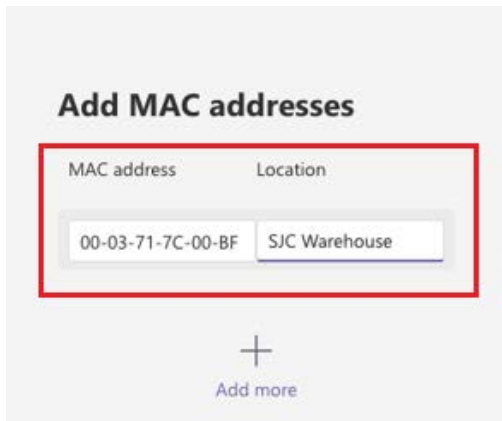 Add MAC addresses
MAC address Location
00-03-71-7C-00-BF SJC Warehouse
Add more